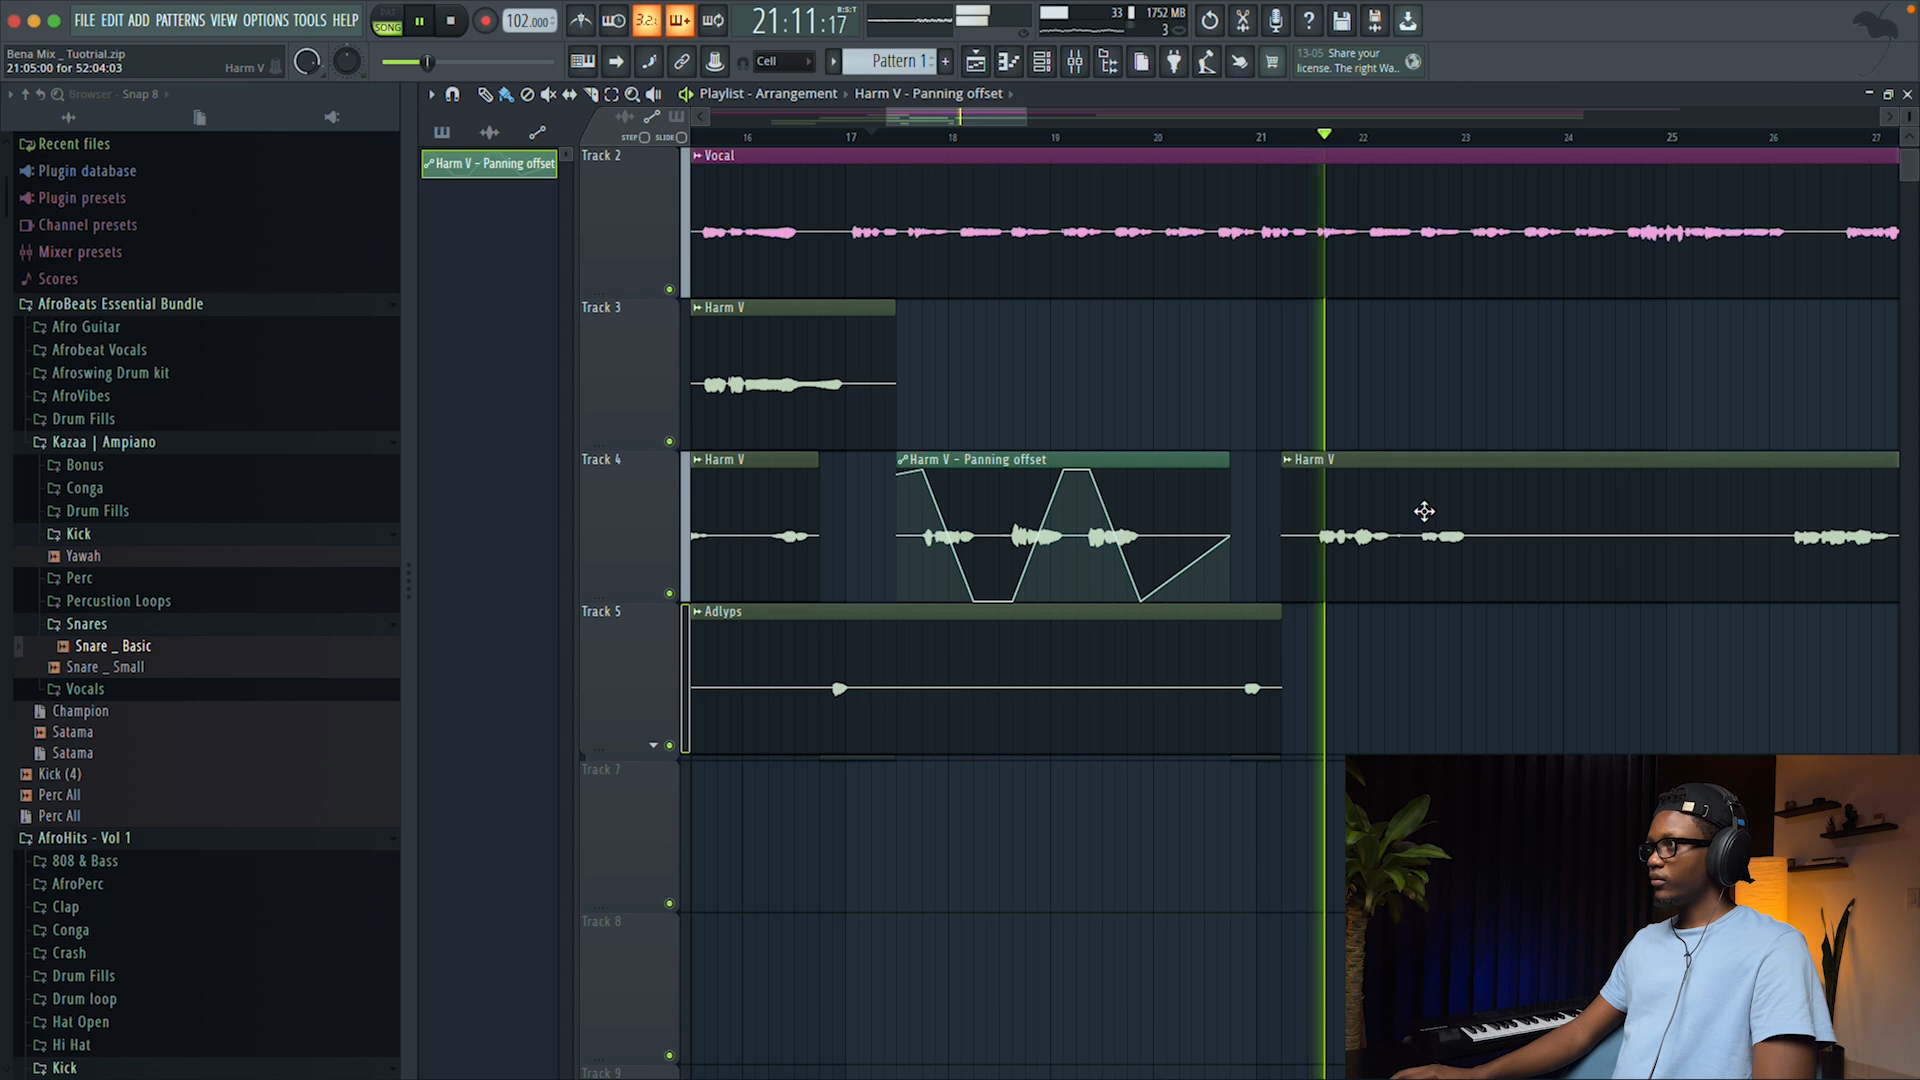 FILE EDIT ADD PATTERNS VIEW OPTIONS TOOLS HELP
PAT
SONG
102.000
3.2.
21:11:17
B:S:T
33
1752 MB
3
Bena Mix _ Tuotrial.zip
21:05:00 for 52:04:03
Harm V
Cell
Pattern 1
+
13-05 Share your
license. The right Wa..
Browser - Snap 8
Playlist - Arrangement
Harm V - Panning offset
STEP
SLIDE
16
17
18
19
20
21
22
23
24
25
26
27
Harm V - Panning offset
Recent files
Plugin database
Plugin presets
Channel presets
Mixer presets
Scores
AfroBeats Essential Bundle
Afro Guitar
Afrobeat Vocals
Afroswing Drum kit
AfroVibes
Drum Fills
Kazaa | Ampiano
Bonus
Conga
Drum Fills
Kick
Yawah
Perc
Percustion Loops
Snares
Snare _ Basic
Snare _ Small
Vocals
Champion
Satama
Satama
Kick (4)
Perc All
Perc All
AfroHits - Vol 1
808 & Bass
AfroPerc
Clap
Conga
Crash
Drum Fills
Drum loop
Hat Open
Hi Hat
Kick
Track 2
Vocal
Track 3
Harm V
Track 4
Harm V
Harm V - Panning offset
Harm V
Track 5
Adlyps
Track 7
Track 8
Track 9